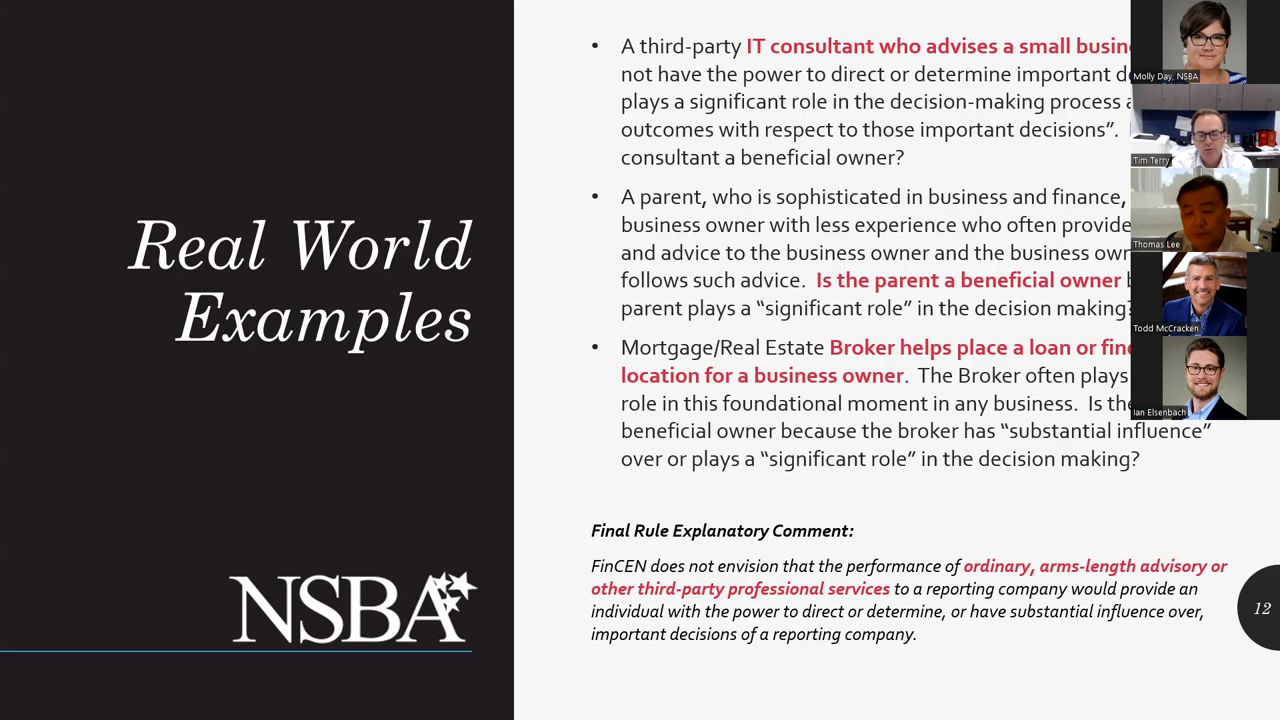 Real World
Examples
NSBA
• A third-party IT consultant who advises a small
not have the power to direct or determine important
plays a significant role in the decision-making process
outcomes with respect to those important decisions”.
consultant a beneficial owner?
• A parent, who is sophisticated in business and finance,
business owner with less experience who often
and advice to the business owner and the business
follows such advice. Is the parent a beneficial owner
parent plays a “significant role” in the decision making?
• Mortgage/Real Estate Broker helps place a loan or
location for a business owner. The Broker often plays
role in this foundational moment in any business. Is
beneficial owner because the broker has “substantial influence”
over or plays a “significant role” in the decision making?
Final Rule Explanatory Comment:
FinCEN does not envision that the performance of ordinary, arms-length advisory or
other third-party professional services to a reporting company would provide an
individual with the power to direct or determine, or have substantial influence over,
important decisions of a reporting company.
12
Molly Day, NSBA
Tim Terry
Thomas Lee
Todd McCracken
Ian Elsenbach